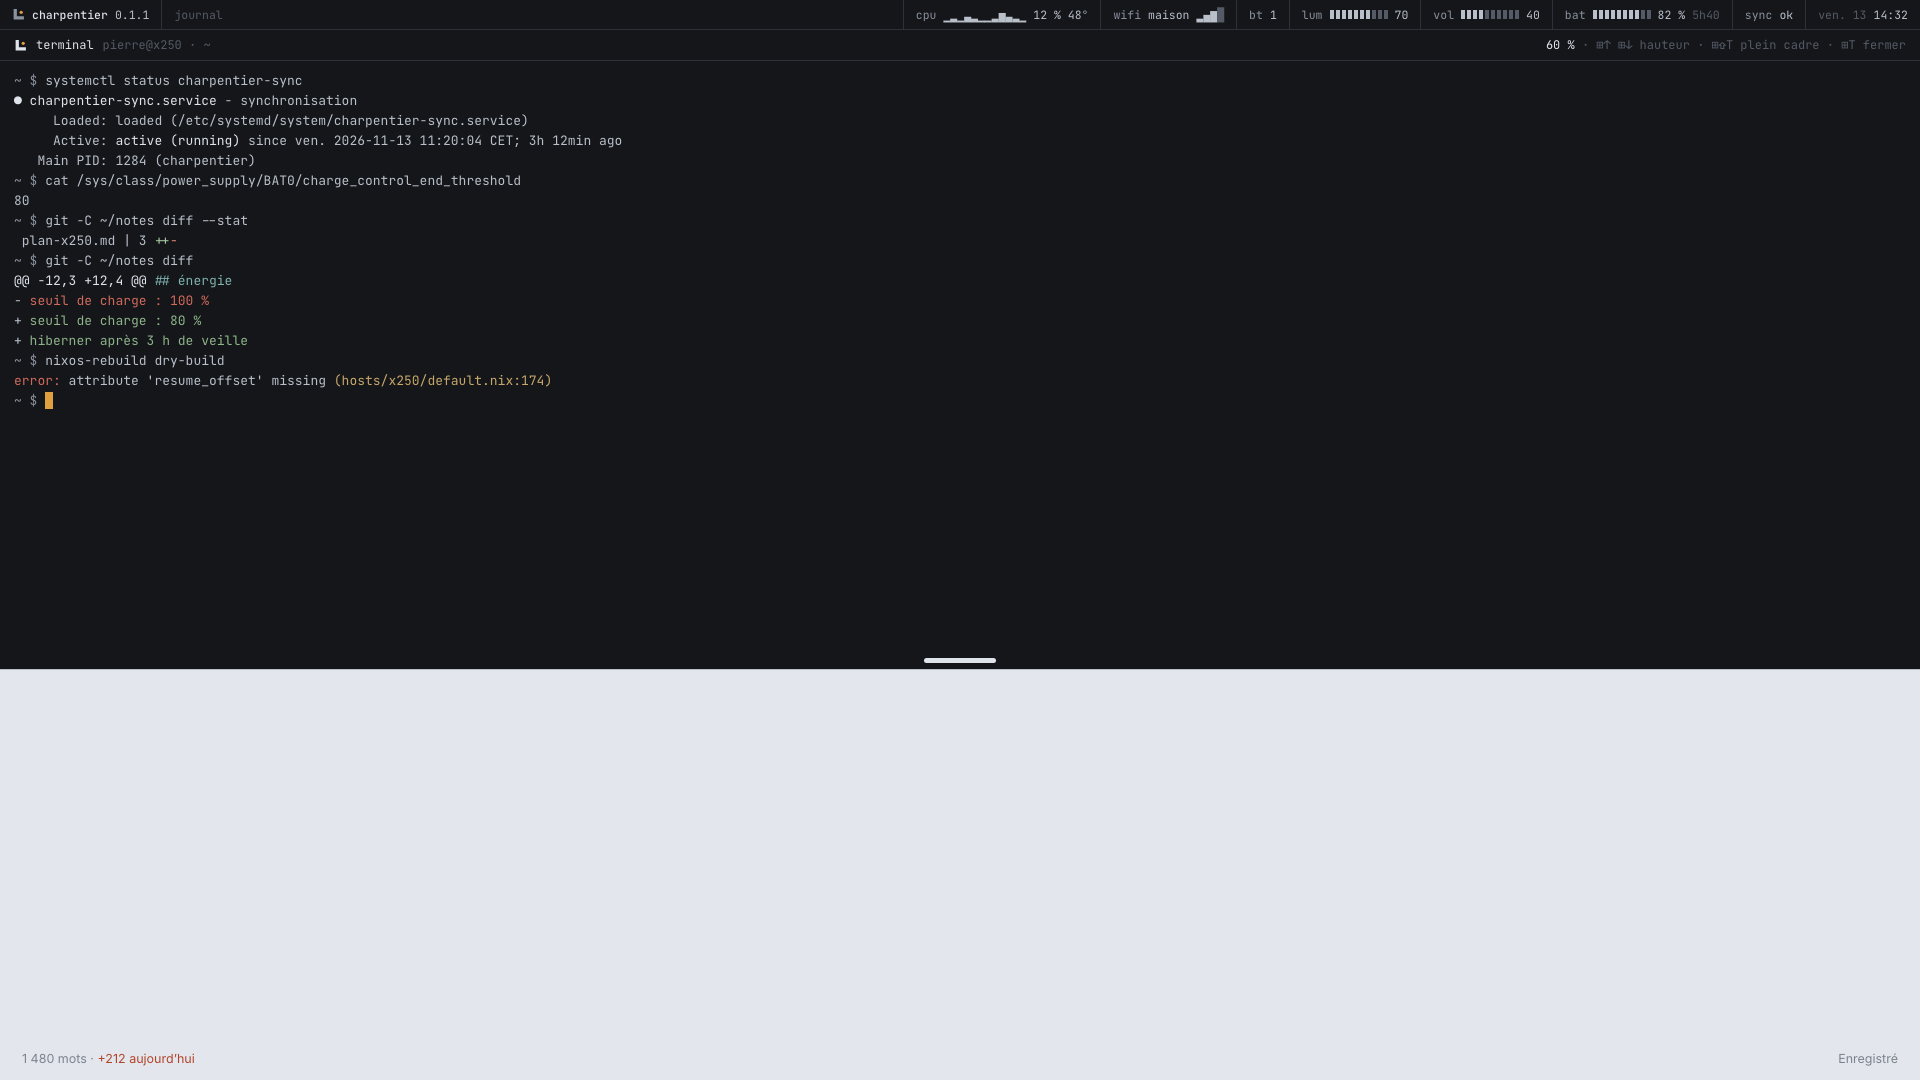 charpentier 0.1.1 journal cpu 12 % 48° wifi maison bt 1 lum 70 vol 40 bat 82 % 5h40 sync ok ven. 13 14:32
terminal pierre@x250 · ~ 60 % · ⊞↑ ⊞↓ hauteur · ⊞⇧T plein cadre · ⊞T fermer
~ $ systemctl status charpentier-sync
● charpentier-sync.service - synchronisation
Loaded: loaded (/etc/systemd/system/charpentier-sync.service)
Active: active (running) since ven. 2026-11-13 11:20:04 CET; 3h 12min ago
Main PID: 1284 (charpentier)
~ $ cat /sys/class/power_supply/BAT0/charge_control_end_threshold
80
~ $ git -C ~/notes diff --stat
plan-x250.md | 3 ++-
~ $ git -C ~/notes diff
@@ -12,3 +12,4 @@ ## énergie
- seuil de charge : 100 %
+ seuil de charge : 80 %
+ hiberner après 3 h de veille
~ $ nixos-rebuild dry-build
error: attribute 'resume_offset' missing (hosts/x250/default.nix:174)
~ $
1 480 mots · +212 aujourd'hui Enregistré